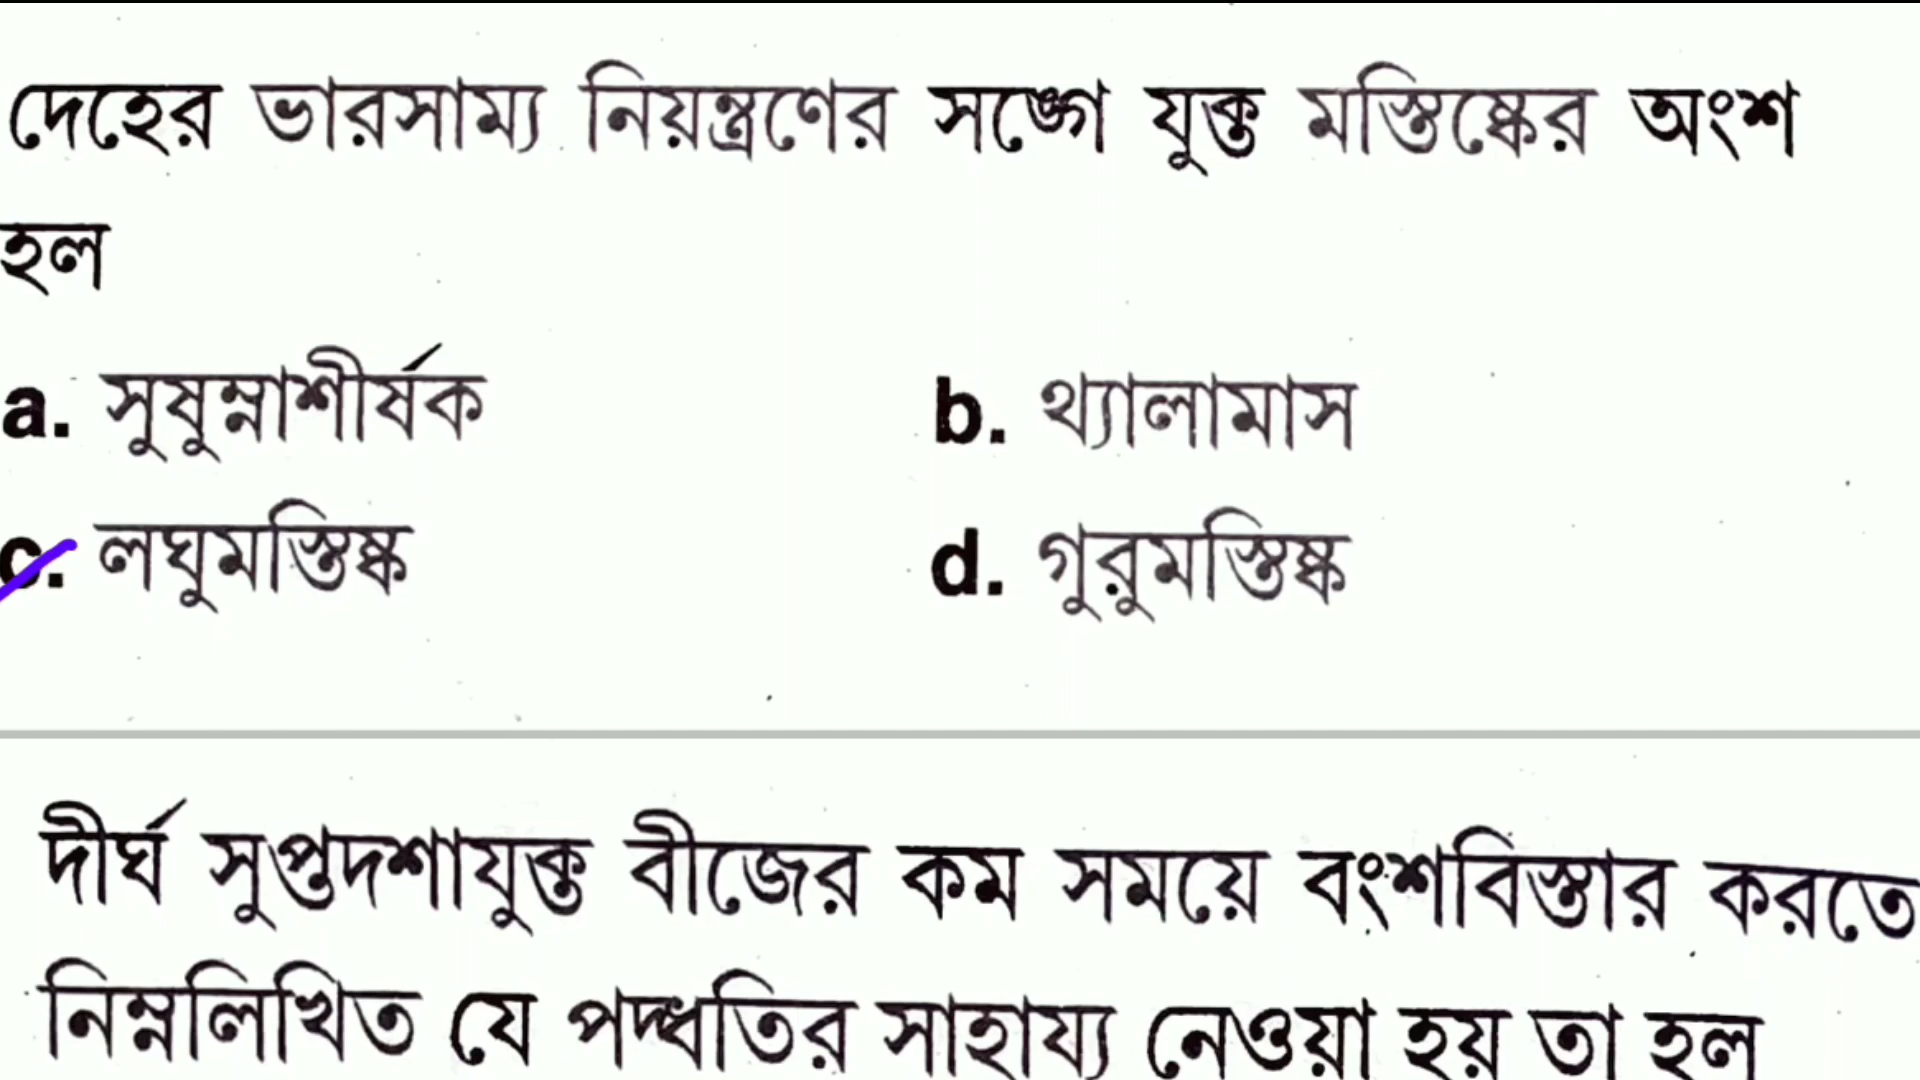 দেহের ভারসাম্য নিয়ন্ত্রণের সঙ্গে যুক্ত মস্তিষ্কের অংশ
হল
a. সুষুম্নাশীর্ষক b. থ্যালামাস
c. লঘুমস্তিষ্ক d. গুরুমস্তিষ্ক
দীর্ঘ সুপ্তদশাযুক্ত বীজের কম সময়ে বংশবিস্তার করতে
নিম্নলিখিত যে পদ্ধতির সাহায্য নেওয়া হয় তা হল